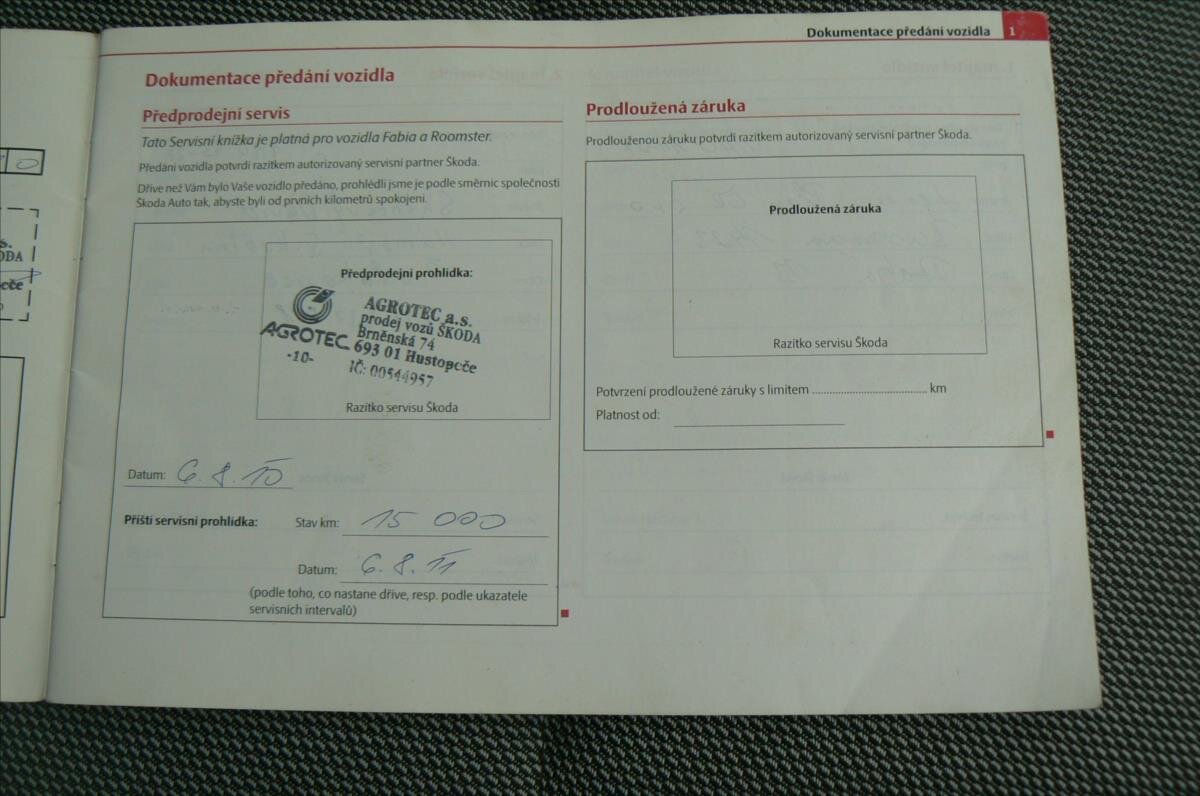 Dokumentace předání vozidla 1
Dokumentace předání vozidla
Předprodejní servis
Tato Servisní knížka je platná pro vozidla Fabia a Roomster.
Předání vozidla potvrdí razítkem autorizovaný servisní partner Škoda.
Dříve než Vám bylo Vaše vozidlo předáno, prohlédli jsme je podle směrnic společnosti
Škoda Auto tak, abyste byli od prvních kilometrů spokojeni.
Předprodejní prohlídka:
AGROTEC
-10-
AGROTEC a.s.
prodej vozů ŠKODA
Brněnská 74
693 01 Hustopeče
IČ: 00544957
Razítko servisu Škoda
Datum: 6.8.10
Příští servisní prohlídka: Stav km: 15 000
Datum: 6.8.11
(podle toho, co nastane dříve, resp. podle ukazatele
servisních intervalů)
Prodloužená záruka
Prodlouženou záruku potvrdí razítkem autorizovaný servisní partner Škoda.
Prodloužená záruka
Razítko servisu Škoda
Potvrzení prodloužené záruky s limitem ............................... km
Platnost od: